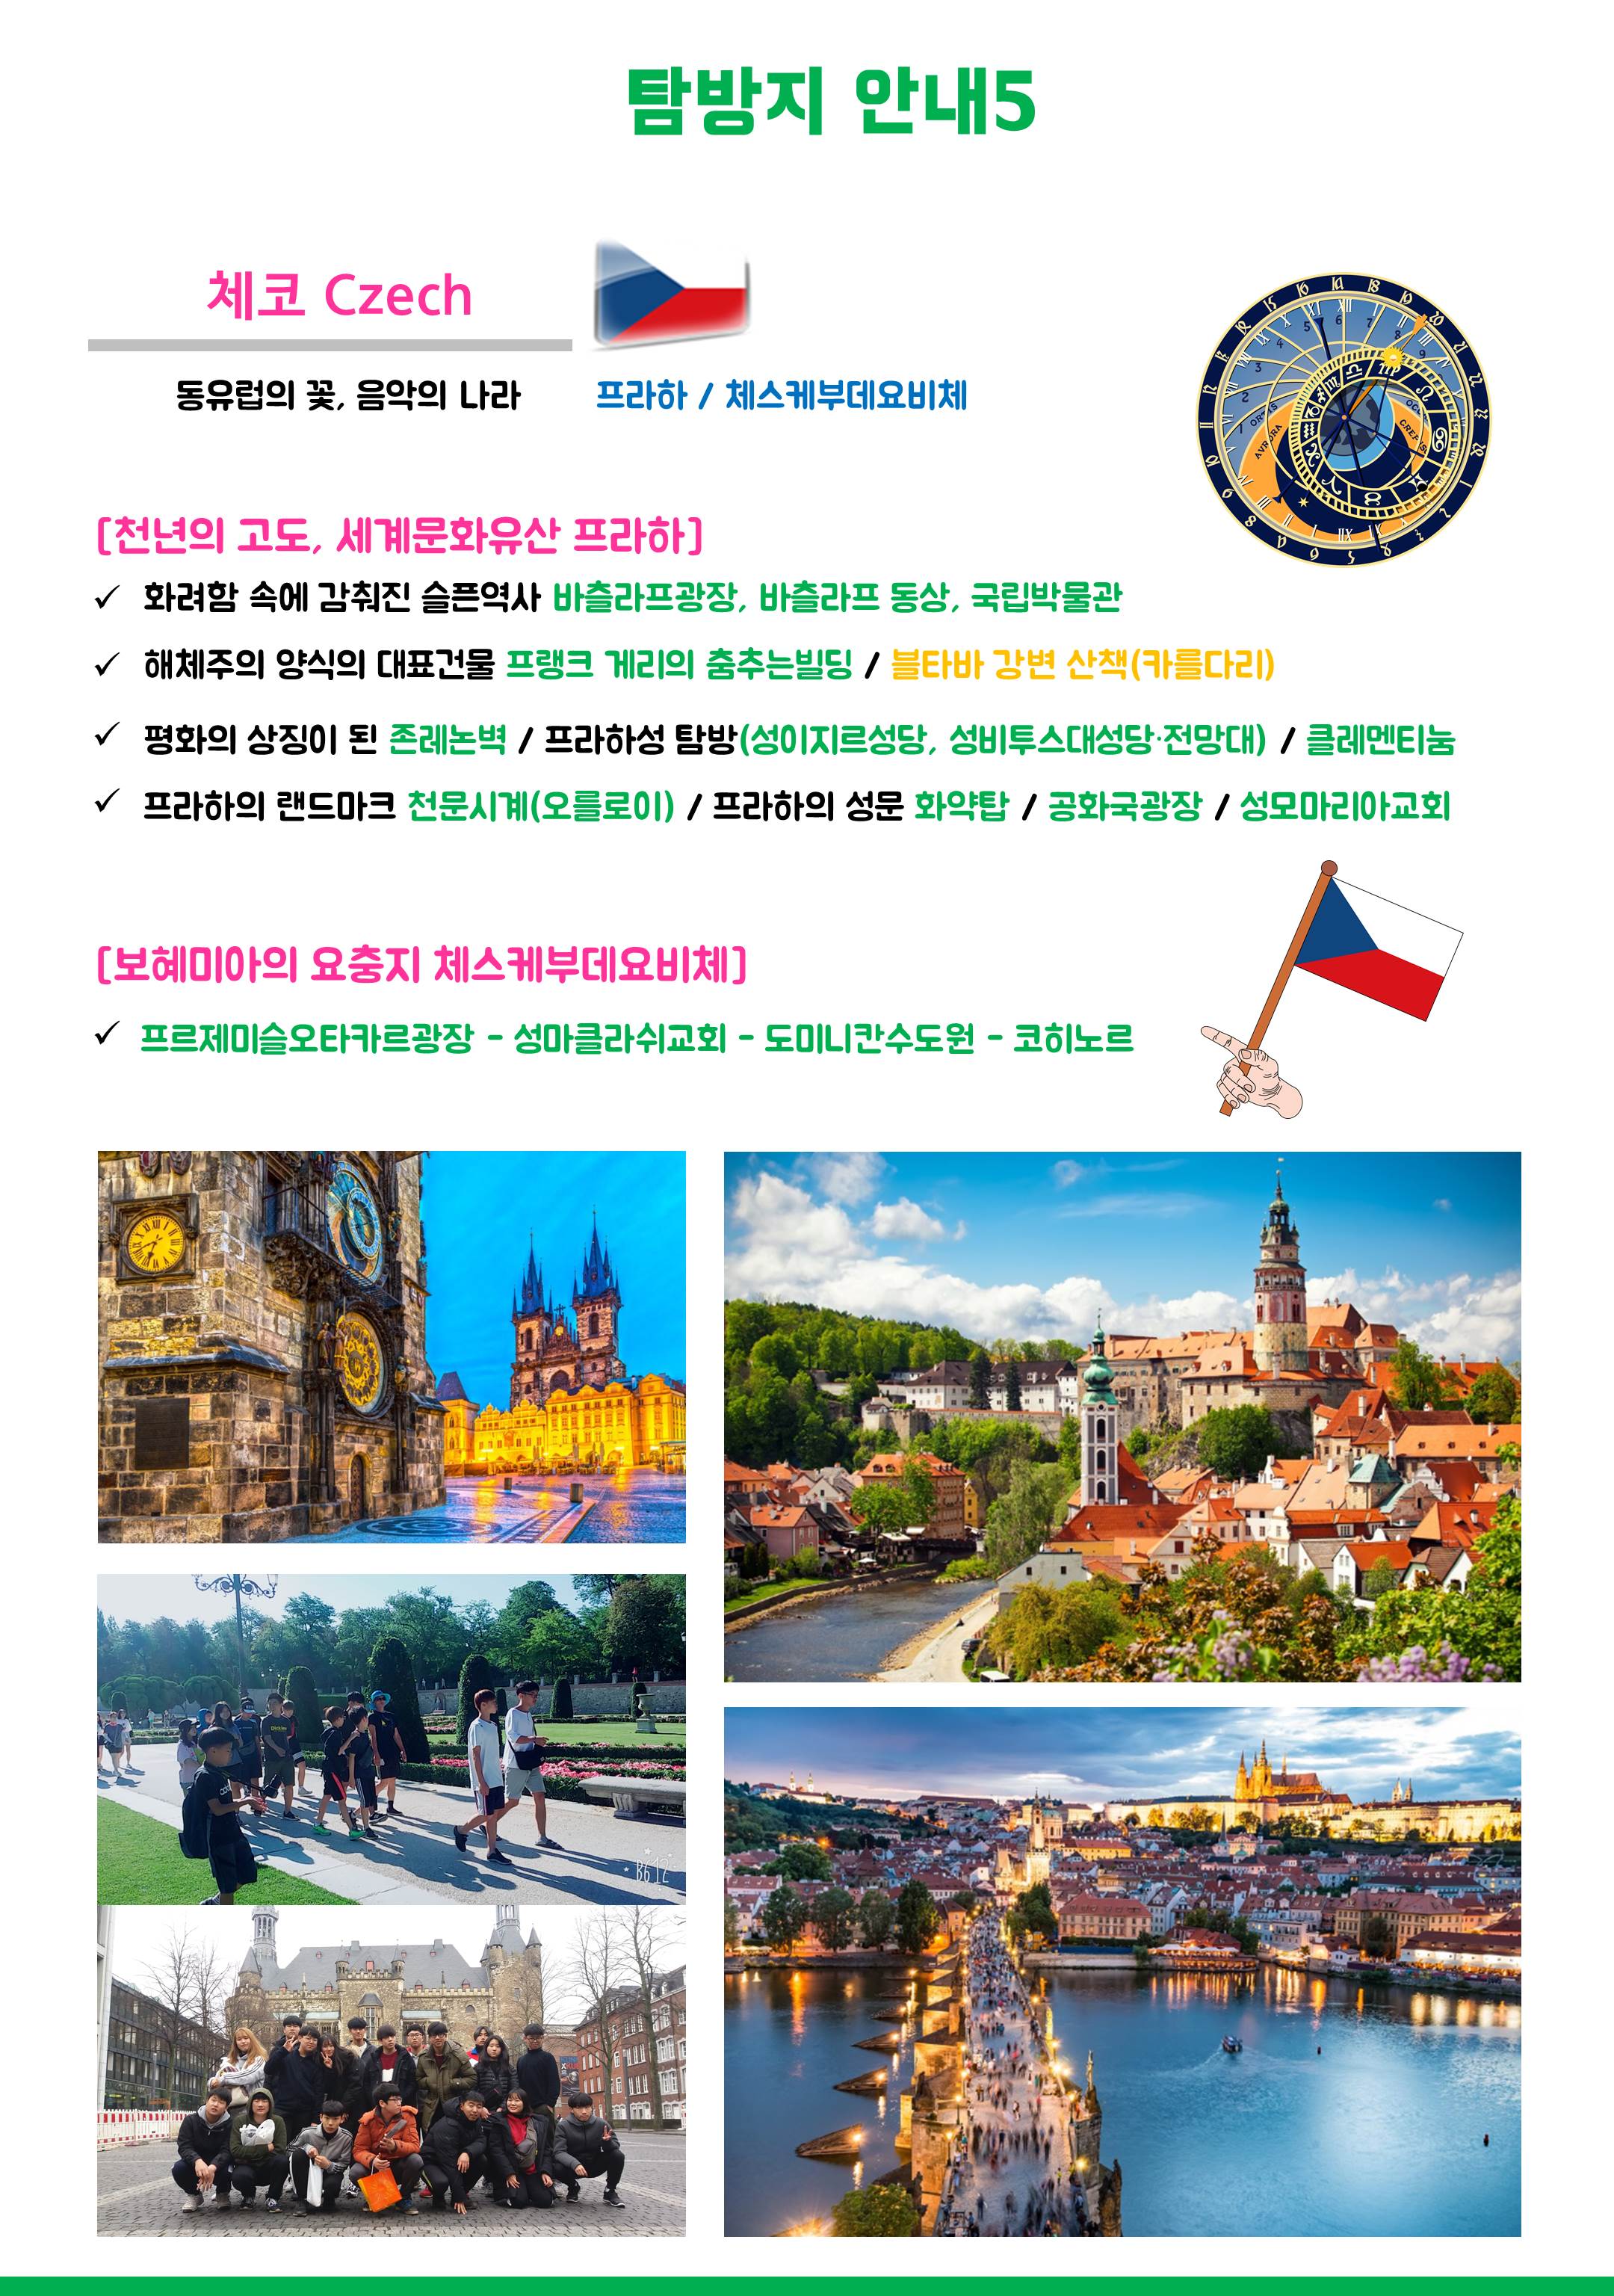 탐방지 안내5
체코 Czech
동유럽의 꽃, 음악의 나라 프라하 / 체스케부데요비체
[천년의 고도, 세계문화유산 프라하]
✓ 화려함 속에 감춰진 슬픈역사 바츨라프광장, 바츨라프 동상, 국립박물관
✓ 해체주의 양식의 대표건물 프랭크 게리의 춤추는빌딩 / 블타바 강변 산책(카를다리)
✓ 평화의 상징이 된 존레논벽 / 프라하성 탐방(성이지르성당, 성비투스대성당·전망대) / 클레멘티눔
✓ 프라하의 랜드마크 천문시계(오를로이) / 프라하의 성문 화약탑 / 공화국광장 / 성모마리아교회
[보헤미아의 요충지 체스케부데요비체]
✓ 프르제미슬오타카르광장 - 성마클라쉬교회 - 도미니칸수도원 - 코히노르
B612